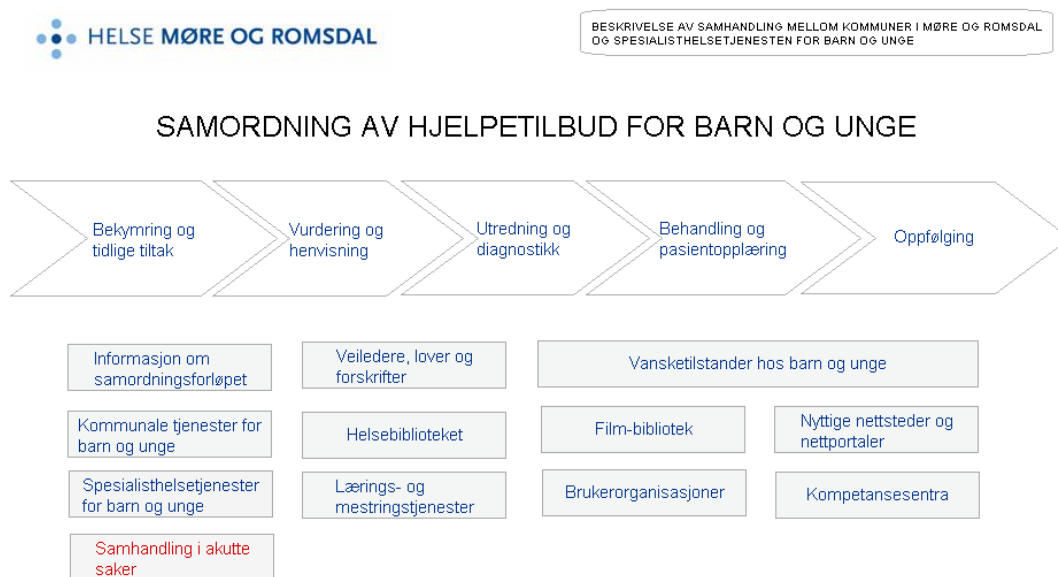 HELSE MØRE OG ROMSDAL
BESKRIVELSE AV SAMHANDLING MELLOM KOMMUNER I MØRE OG ROMSDAL
OG SPESIALISTHELSETJENESTEN FOR BARN OG UNGE
SAMORDNING AV HJELPETILBUD FOR BARN OG UNGE
Bekymring og
tidlige tiltak
Vurdering og
henvisning
Utredning og
diagnostikk
Behandling og
pasientopplæring
Oppfølging
Informasjon om
samordningsforløpet
Veiledere, lover og
forskrifter
Vansketilstander hos barn og unge
Kommunale tjenester for
barn og unge
Helsebiblioteket
Film-bibliotek
Nyttige nettsteder og
nettportaler
Spesialisthelsetjenester
for barn og unge
Lærings- og
mestringstjenester
Brukerorganisasjoner
Kompetansesentra
Samhandling i akutte
saker